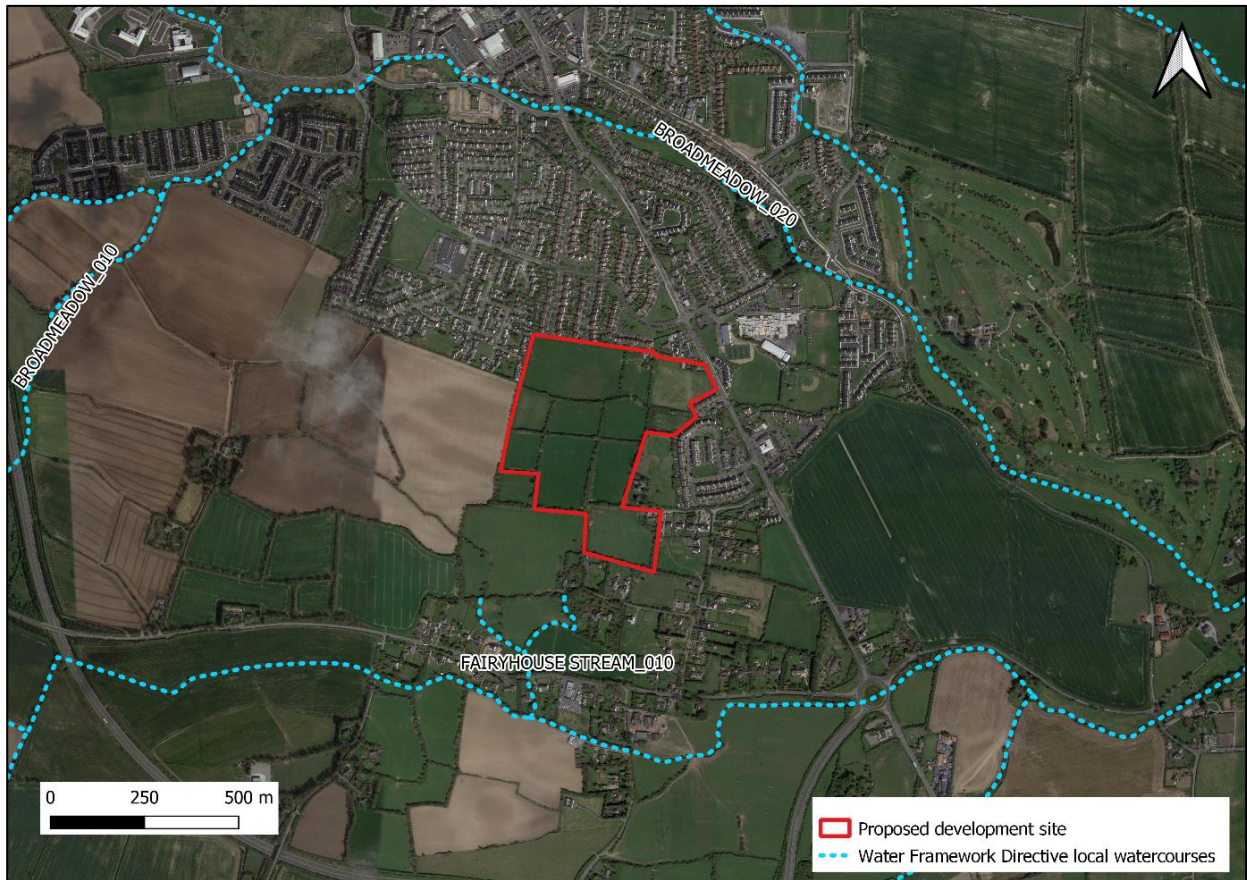 BROADMEADOW_020
BROADMEADOW_010
FAIRYHOUSE STREAM_010
0 250 500 m
Proposed development site
Water Framework Directive local watercourses